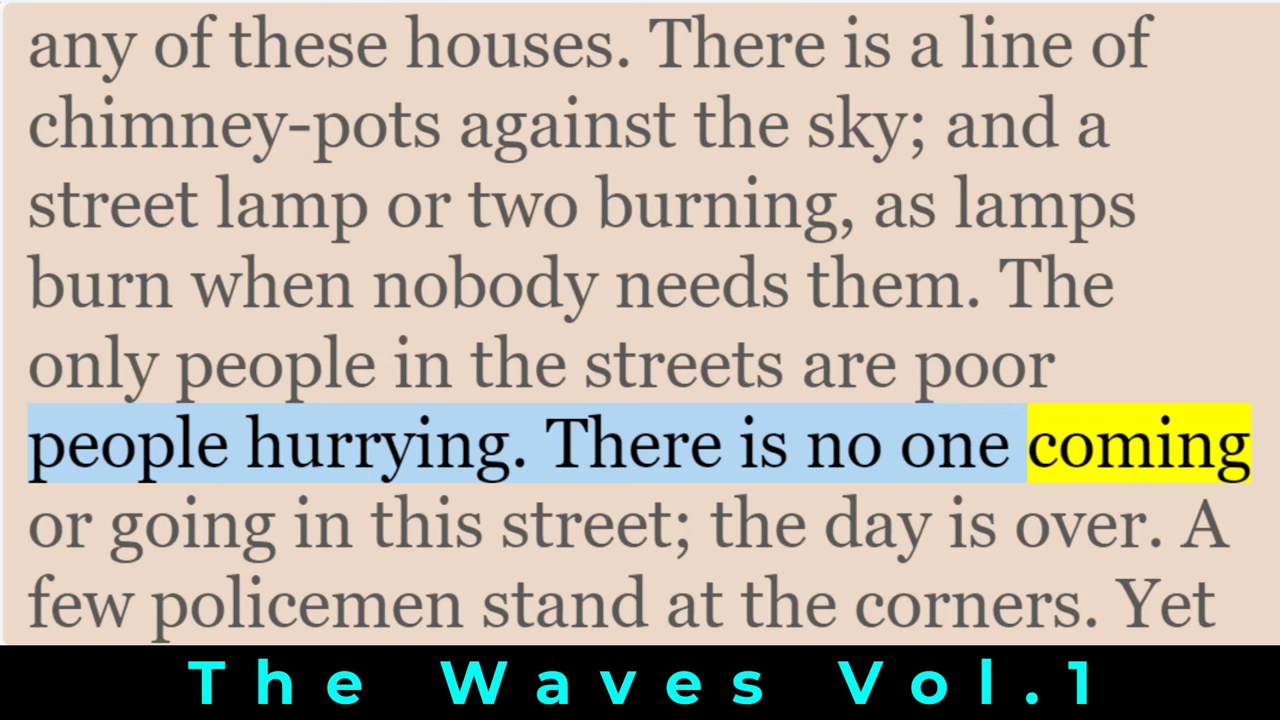 any of these houses. There is a line of
chimney-pots against the sky; and a
street lamp or two burning, as lamps
burn when nobody needs them. The
only people in the streets are poor
people hurrying. There is no one coming
or going in this street; the day is over. A
few policemen stand at the corners. Yet
The Waves Vol.1